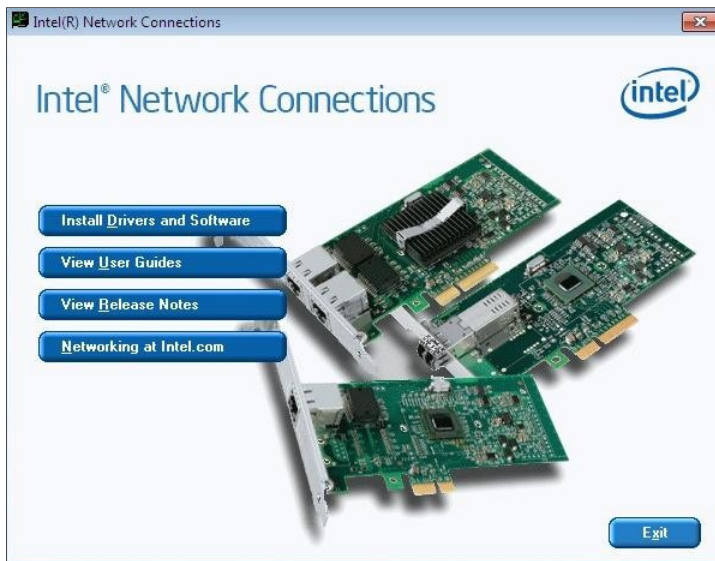 Intel(R) Network Connections
Intel® Network Connections
intel
Install Drivers and Software
View User Guides
View Release Notes
Networking at Intel.com
Exit